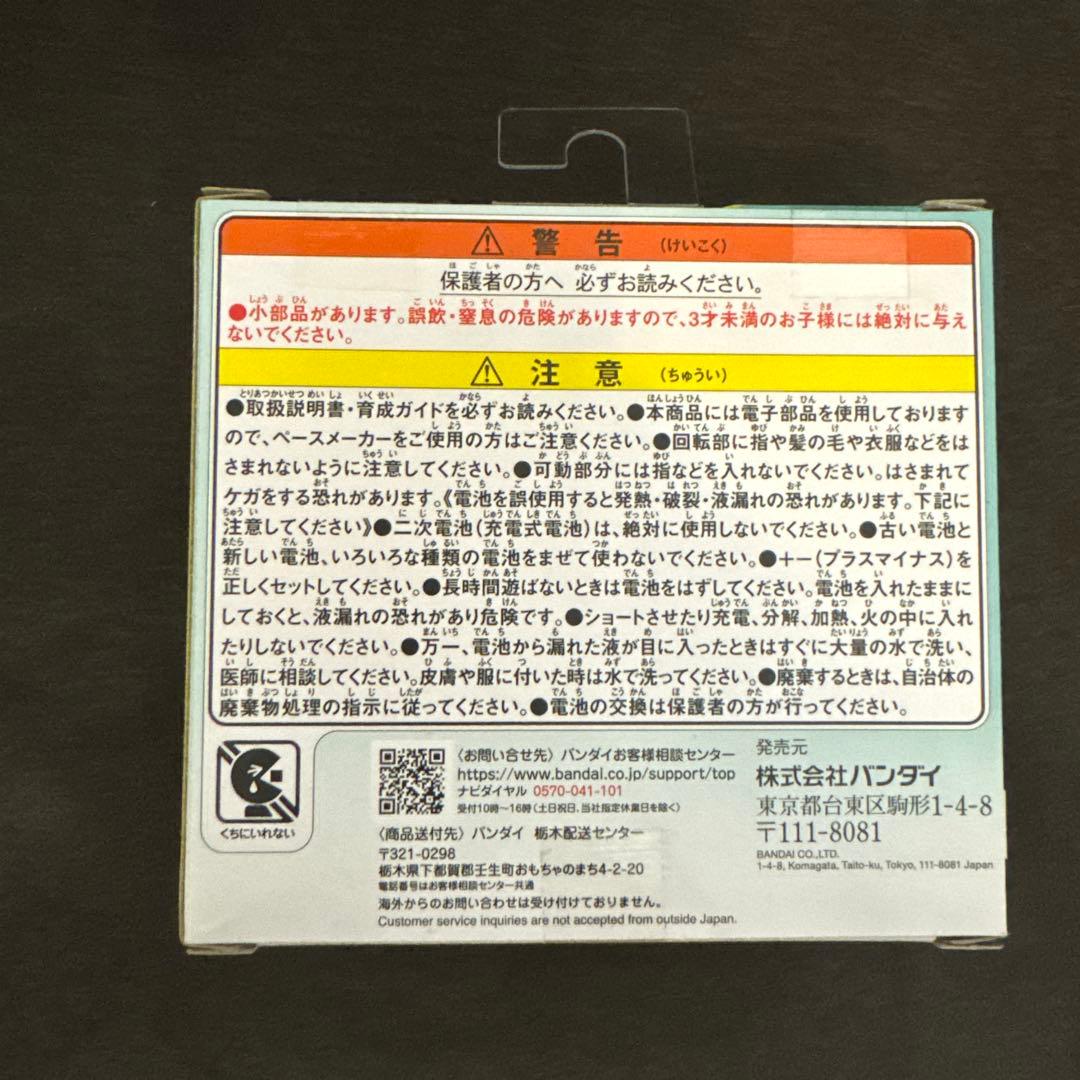 ⚠ 警告 (けいこく)
保護者の方へ 必ずお読みください。
●小部品があります。誤飲・窒息の危険がありますので、3才未満のお子様には絶対に与え
ないでください。
⚠ 注意 (ちゅうい)
●取扱説明書・育成ガイドを必ずお読みください。●本商品には電子部品を使用しております
ので、ペースメーカーをご使用の方はご注意ください。●回転部に指や髪の毛や衣服などをは
さまれないように注意してください。●可動部分には指などを入れないでください。はさまれて
ケガをする恐れがあります。《電池を誤使用すると発熱・破裂・液漏れの恐れがあります。下記に
注意してください》●二次電池(充電式電池)は、絶対に使用しないでください。●古い電池と
新しい電池、いろいろな種類の電池をまぜて使わないでください。●+-(プラスマイナス)を
正しくセットしてください。●長時間遊ばないときは電池をはずしてください。電池を入れたままに
しておくと、液漏れの恐れがあり危険です。●ショートさせたり充電、分解、加熱、火の中に入れ
たりしないでください。●万一、電池から漏れた液が目に入ったときはすぐに大量の水で洗い、
医師に相談してください。皮膚や服に付いた時は水で洗ってください。●廃棄するときは、自治体の
廃棄物処理の指示に従ってください。●電池の交換は保護者の方が行ってください。
くちにいれない
〈お問い合せ先〉バンダイお客様相談センター
https://www.bandai.co.jp/support/top
ナビダイヤル 0570-041-101
受付10時～16時(土日祝日、当社指定休業日を除く)
〈商品送付先〉バンダイ 栃木配送センター
〒321-0298
栃木県下都賀郡壬生町おもちゃのまち4-2-20
電話番号はお客様相談センター共通
海外からのお問い合わせは受け付けておりません。
Customer service inquiries are not accepted from outside Japan.
発売元
株式会社バンダイ
東京都台東区駒形1-4-8
〒111-8081
BANDAI CO.,LTD.
1-4-8, Komagata, Taito-ku, Tokyo, 111-8081 Japan